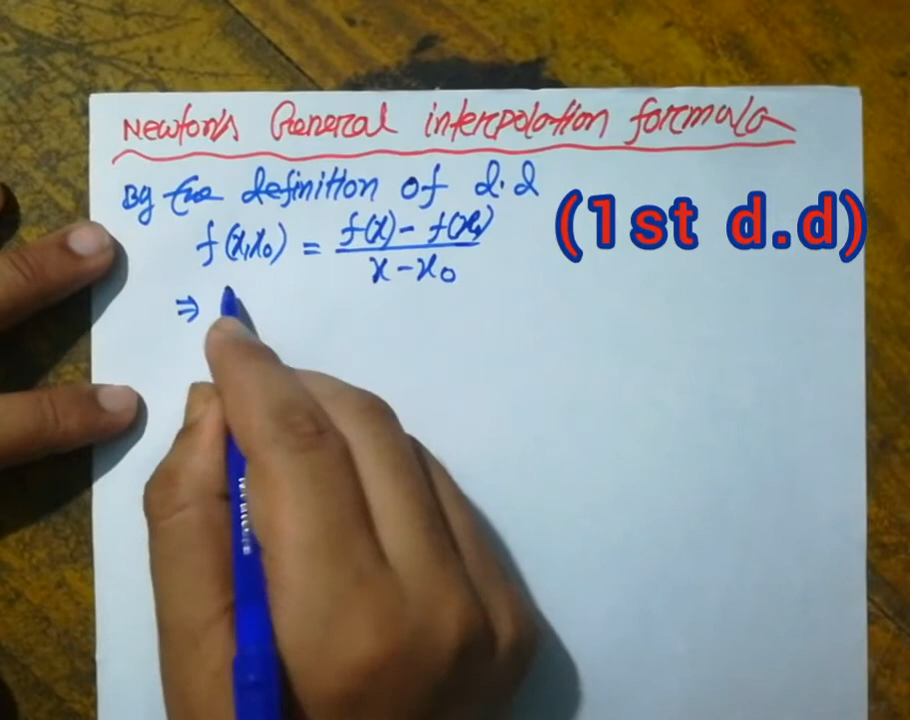 Newton's General interpolation formula
By the definition of d.d
(1st d.d)
f(x,x₀) = f(x) - f(x₀) / x - x₀
⇒